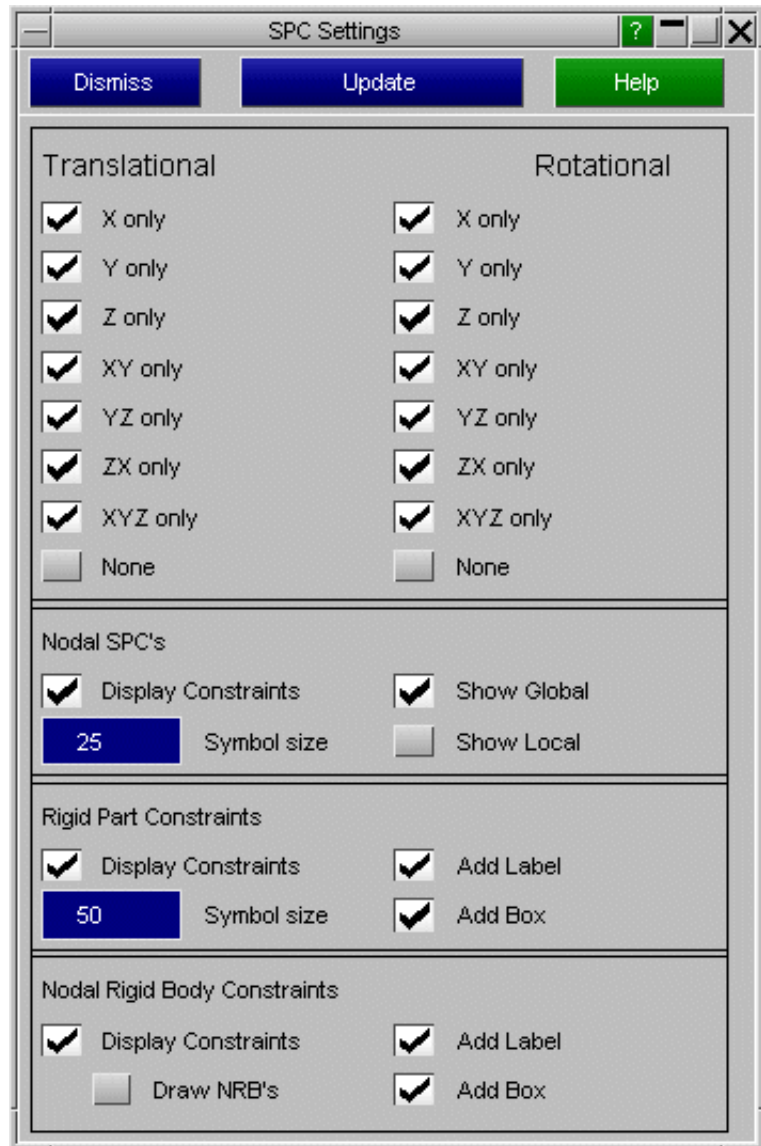 SPC Settings ?
Dismiss Update Help
Translational Rotational
X only X only
Y only Y only
Z only Z only
XY only XY only
YZ only YZ only
ZX only ZX only
XYZ only XYZ only
None None
Nodal SPC's
Display Constraints Show Global
25 Symbol size Show Local
Rigid Part Constraints
Display Constraints Add Label
50 Symbol size Add Box
Nodal Rigid Body Constraints
Display Constraints Add Label
Draw NRB's Add Box